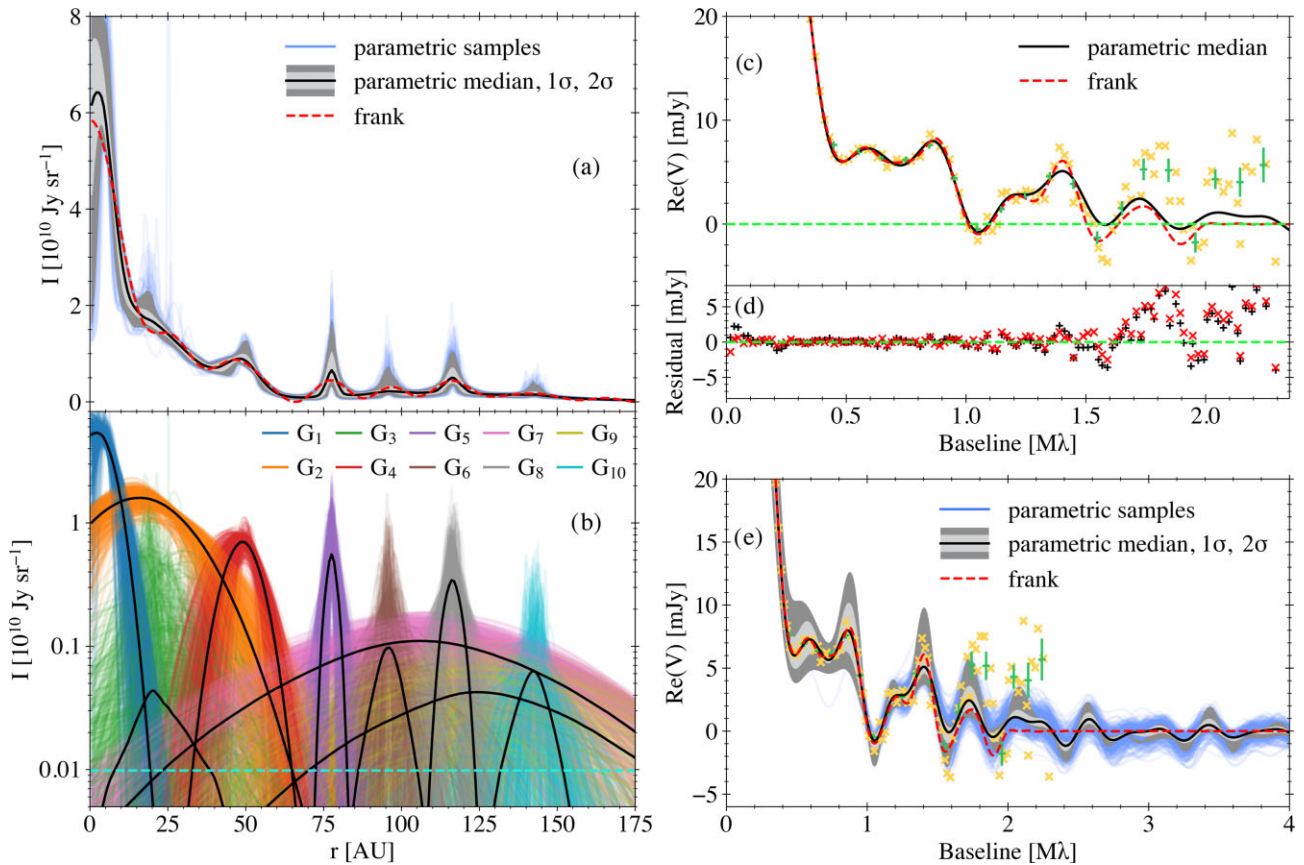 8
6
4
2
0
I [10¹⁰ Jy sr⁻¹]
parametric samples
parametric median, 1σ, 2σ
frank
(a)
G₁ G₃ G₅ G₇ G₉
G₂ G₄ G₆ G₈ G₁₀
(b)
1
0.1
0.01
I [10¹⁰ Jy sr⁻¹]
0 25 50 75 100 125 150 175
r [AU]
20
10
0
Re(V) [mJy]
(c)
parametric median
frank
5
0
−5
Residual [mJy]
(d)
0.0 0.5 1.0 1.5 2.0
Baseline [Mλ]
20
15
10
5
0
−5
Re(V) [mJy]
(e)
parametric samples
parametric median, 1σ, 2σ
frank
0 1 2 3 4
Baseline [Mλ]